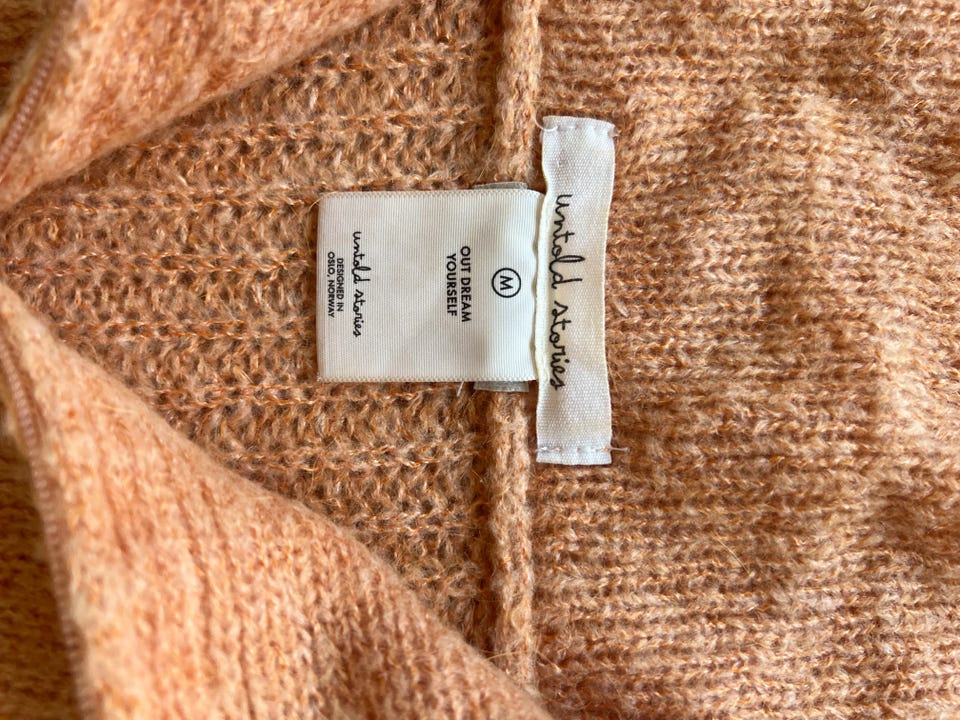 untold stories
M
OUT DREAM
YOURSELF
untold stories
DESIGNED IN
OSLO, NORWAY